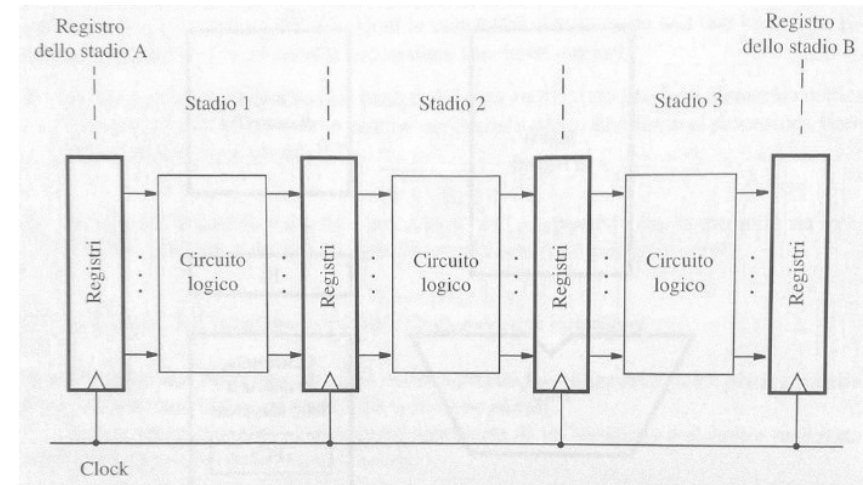 Registro
dello stadio A
Registro
dello stadio B
Stadio 1
Stadio 2
Stadio 3
Registri
Circuito
logico
Registri
Circuito
logico
Registri
Circuito
logico
Registri
Clock